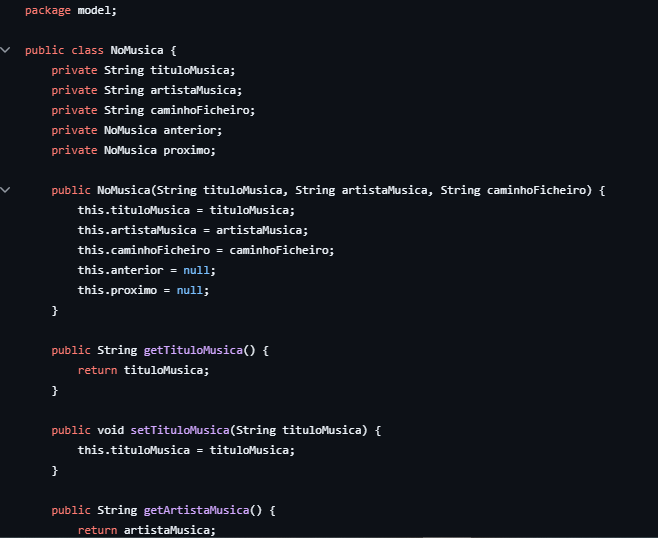 package model;
public class NoMusica {
private String tituloMusica;
private String artistaMusica;
private String caminhoFicheiro;
private NoMusica anterior;
private NoMusica proximo;
public NoMusica(String tituloMusica, String artistaMusica, String caminhoFicheiro) {
this.tituloMusica = tituloMusica;
this.artistaMusica = artistaMusica;
this.caminhoFicheiro = caminhoFicheiro;
this.anterior = null;
this.proximo = null;
}
public String getTituloMusica() {
return tituloMusica;
}
public void setTituloMusica(String tituloMusica) {
this.tituloMusica = tituloMusica;
}
public String getArtistaMusica() {
return artistaMusica;